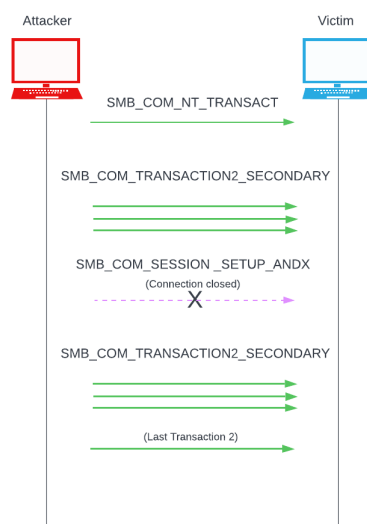 Attacker Victim
SMB_COM_NT_TRANSACT
SMB_COM_TRANSACTION2_SECONDARY
SMB_COM_SESSION _SETUP_ANDX
(Connection closed)
X
SMB_COM_TRANSACTION2_SECONDARY
(Last Transaction 2)